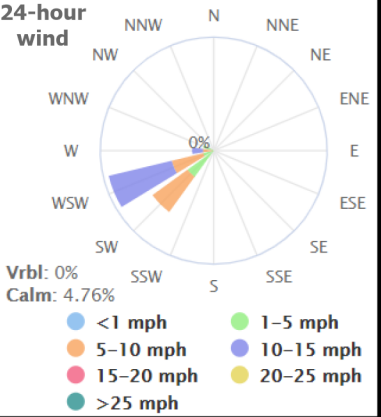 24-hour
wind
N
NNW
NNE
NW
NE
WNW
ENE
0%
W
E
WSW
ESE
SW
SE
SSW
SSE
S
Vrbl: 0%
Calm: 4.76%
<1 mph
1–5 mph
5–10 mph
10–15 mph
15–20 mph
20–25 mph
>25 mph